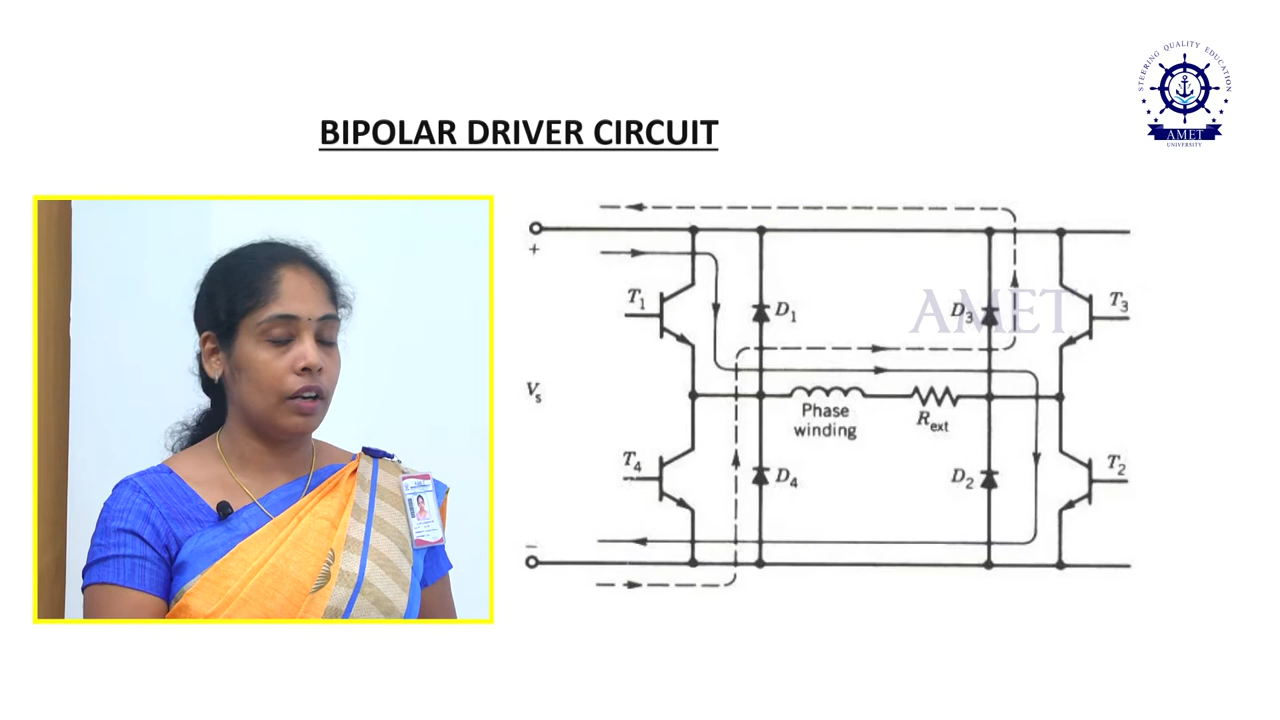 STEERING QUALITY EDUCATION
AMET
UNIVERSITY
BIPOLAR DRIVER CIRCUIT
+
T1
D1
AMET
D3
T3
Vs
Phase
winding
Rext
T4
D4
D2
T2
−